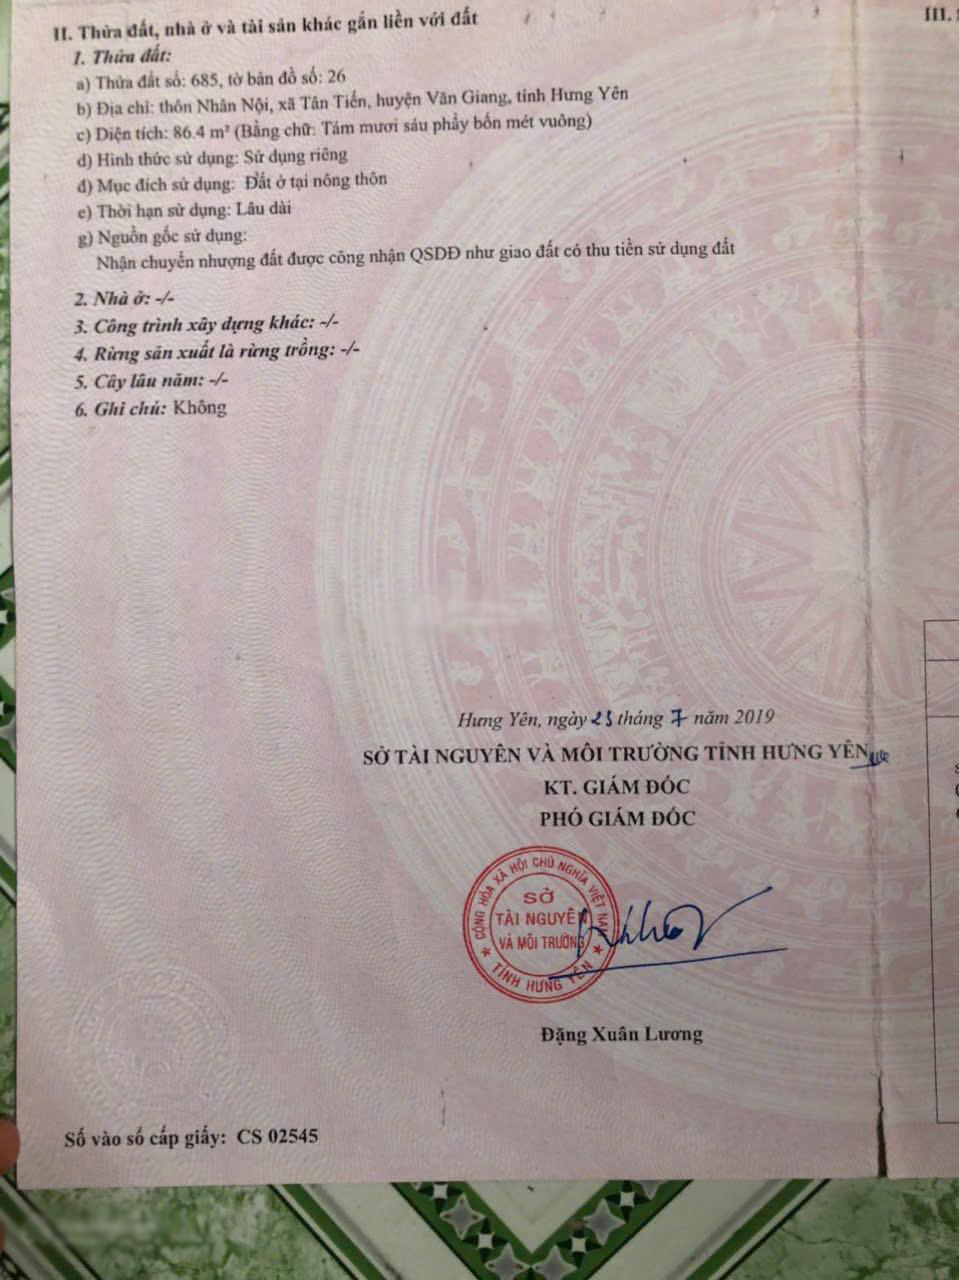 II. Thửa đất, nhà ở và tài sản khác gắn liền với đất
III.
1. Thửa đất:
a) Thửa đất số: 685, tờ bản đồ số: 26
b) Địa chỉ: thôn Nhân Nội, xã Tân Tiến, huyện Văn Giang, tỉnh Hưng Yên
c) Diện tích: 86.4 m² (Bằng chữ: Tám mươi sáu phẩy bốn mét vuông)
d) Hình thức sử dụng: Sử dụng riêng
đ) Mục đích sử dụng: Đất ở tại nông thôn
e) Thời hạn sử dụng: Lâu dài
g) Nguồn gốc sử dụng:
Nhận chuyển nhượng đất được công nhận QSDĐ như giao đất có thu tiền sử dụng đất
2. Nhà ở: -/-
3. Công trình xây dựng khác: -/-
4. Rừng sản xuất là rừng trồng: -/-
5. Cây lâu năm: -/-
6. Ghi chú: Không
Hưng Yên, ngày tháng 7 năm 2019
SỞ TÀI NGUYÊN VÀ MÔI TRƯỜNG TỈNH HƯNG YÊN
KT. GIÁM ĐỐC
PHÓ GIÁM ĐỐC
CỘNG HÒA XÃ HỘI CHỦ NGHĨA VIỆT NAM
SỞ
TÀI NGUYÊN
VÀ MÔI TRƯỜNG
TỈNH HƯNG YÊN
Đặng Xuân Lương
Số vào sổ cấp giấy: CS 02545